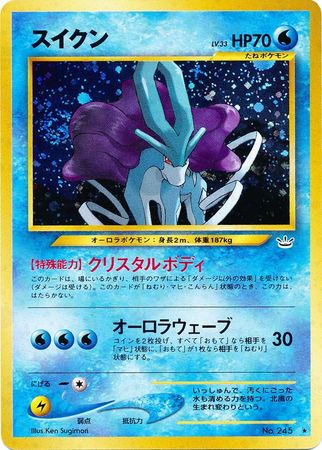 スイクン LV.33 HP70
たねポケモン
オーロラポケモン：身長2m、体重187kg
【特殊能力】クリスタルボディ
このカードは、場にいるかぎり、相手のワザによる「ダメージ以外の効果」を受けない
（ダメージは受ける）。このカードが「ねむり・マヒ・こんらん」状態のとき、この力は、
はたらかない。
オーロラウェーブ 30
コインを2枚投げ、すべて「おもて」なら相手を
「マヒ」状態に、「おもて」が1枚なら相手を「ねむり」
状態にする。
にげる
弱点 抵抗力
いっしゅんで、汚くにごった
水も清める力を持つ。北風の
生まれ変わりという。
Illus. Ken Sugimori
No. 245